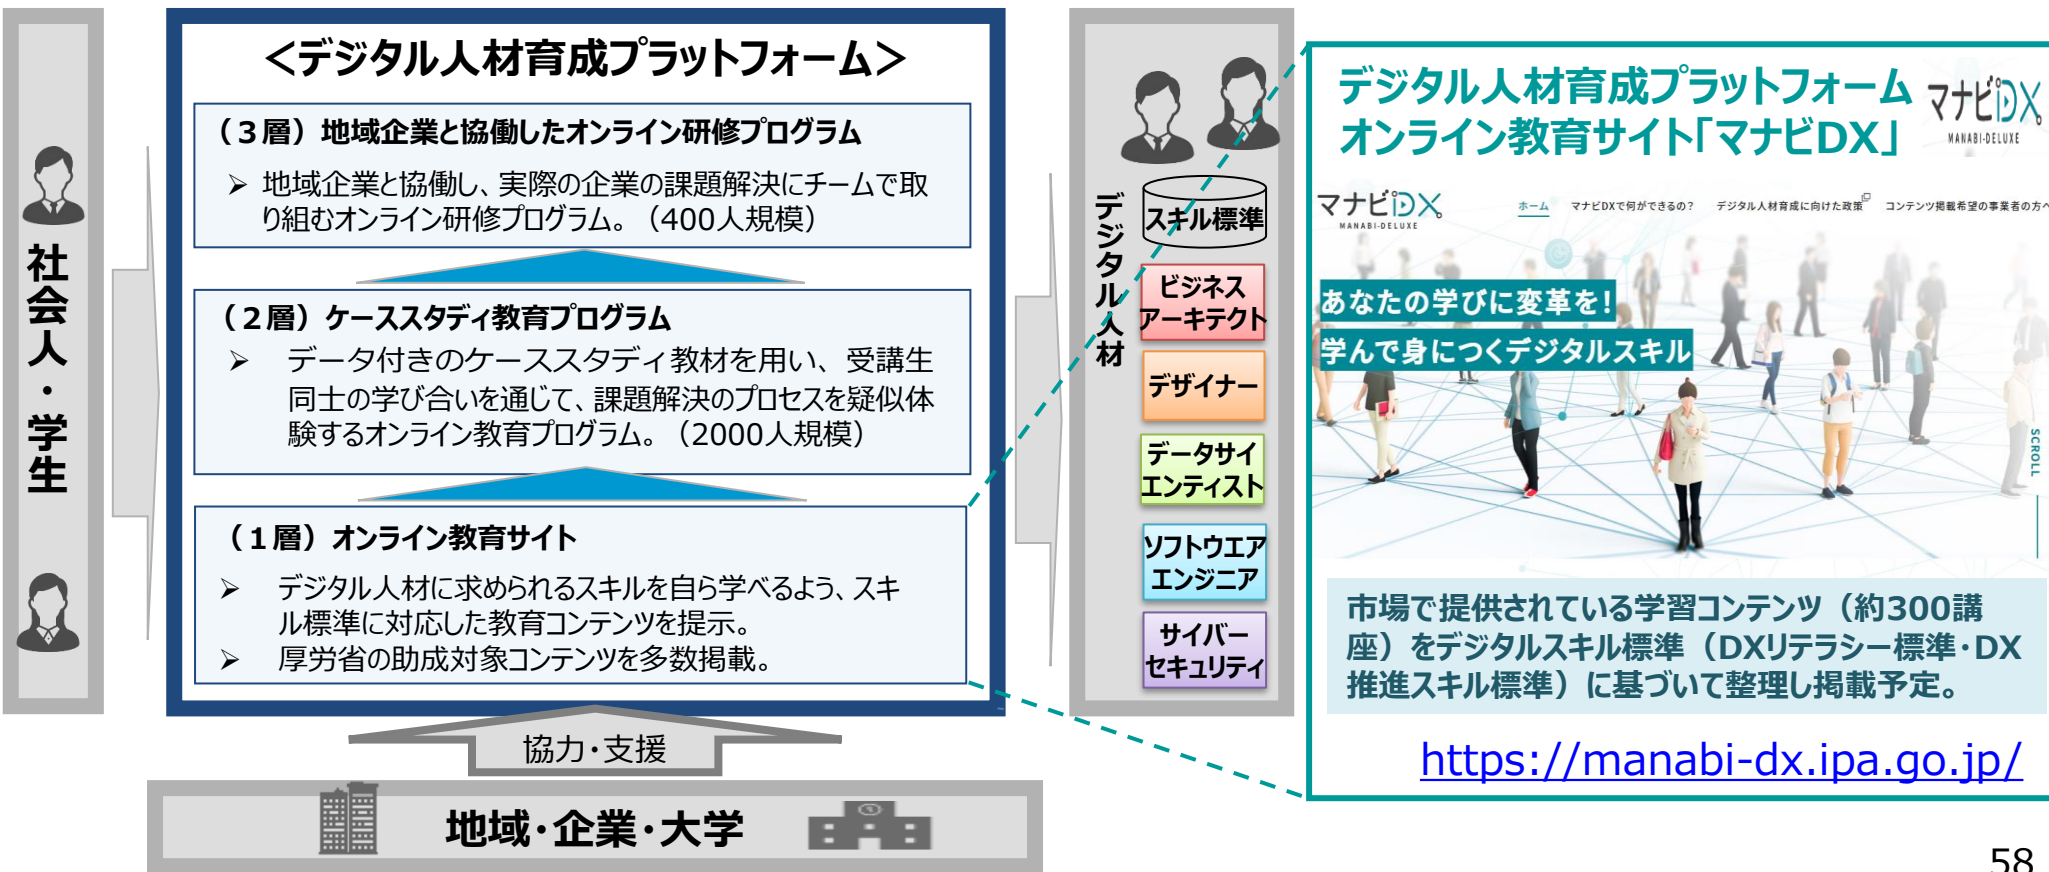 社会人・学生
＜デジタル人材育成プラットフォーム＞
（３層）地域企業と協働したオンライン研修プログラム
➢ 地域企業と協働し、実際の企業の課題解決にチームで取
り組むオンライン研修プログラム。（400人規模）
（２層）ケーススタディ教育プログラム
➢ データ付きのケーススタディ教材を用い、受講生
同士の学び合いを通じて、課題解決のプロセスを疑似体
験するオンライン教育プログラム。（2000人規模）
（１層）オンライン教育サイト
➢ デジタル人材に求められるスキルを自ら学べるよう、スキ
ル標準に対応した教育コンテンツを提示。
➢ 厚労省の助成対象コンテンツを多数掲載。
協力・支援
地域・企業・大学
デジタル人材
スキル標準
ビジネス
アーキテクト
デザイナー
データサイ
エンティスト
ソフトウエア
エンジニア
サイバー
セキュリティ
デジタル人材育成プラットフォーム
オンライン教育サイト「マナビDX」
マナビDX
MANABI-DELUXE
マナビDX
MANABI-DELUXE
ホーム マナビDXで何ができるの？ デジタル人材育成に向けた政策 コンテンツ掲載希望の事業者の方へ
あなたの学びに変革を！
学んで身につくデジタルスキル
SCROLL
市場で提供されている学習コンテンツ（約300講
座）をデジタルスキル標準（DXリテラシー標準・DX
推進スキル標準）に基づいて整理し掲載予定。
https://manabi-dx.ipa.go.jp/
58